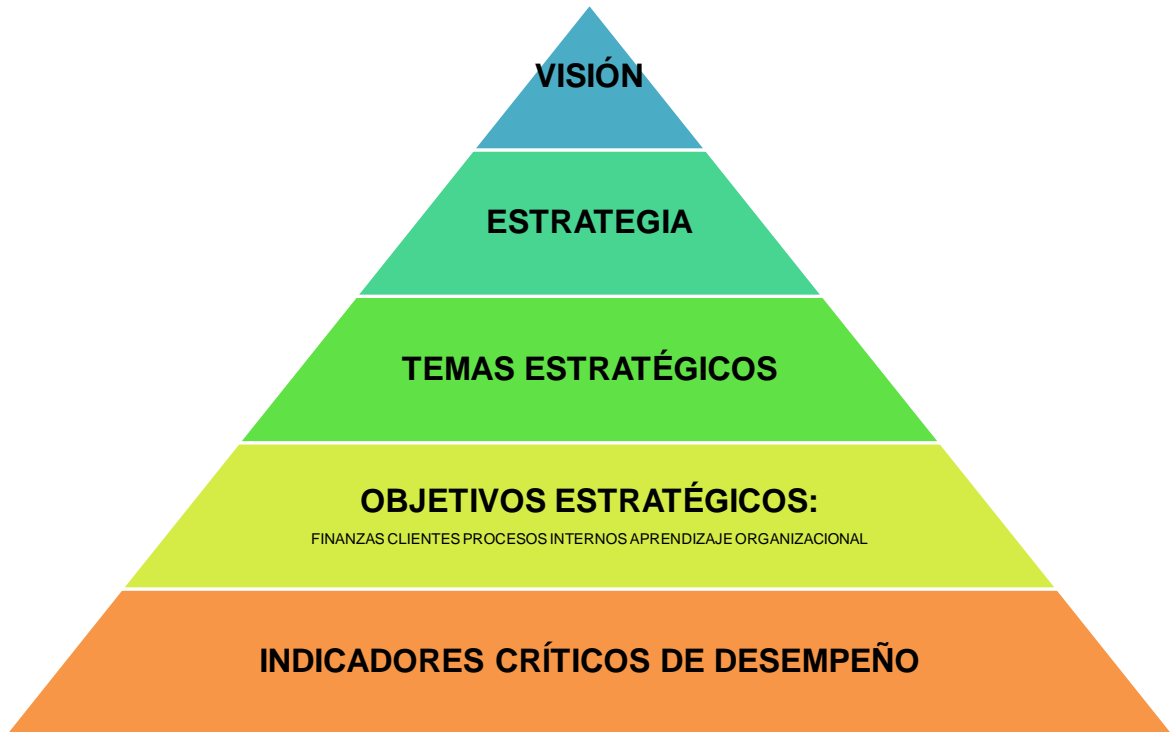 VISIÓN
ESTRATEGIA
TEMAS ESTRATÉGICOS
OBJETIVOS ESTRATÉGICOS:
FINANZAS CLIENTES PROCESOS INTERNOS APRENDIZAJE ORGANIZACIONAL
INDICADORES CRÍTICOS DE DESEMPEÑO